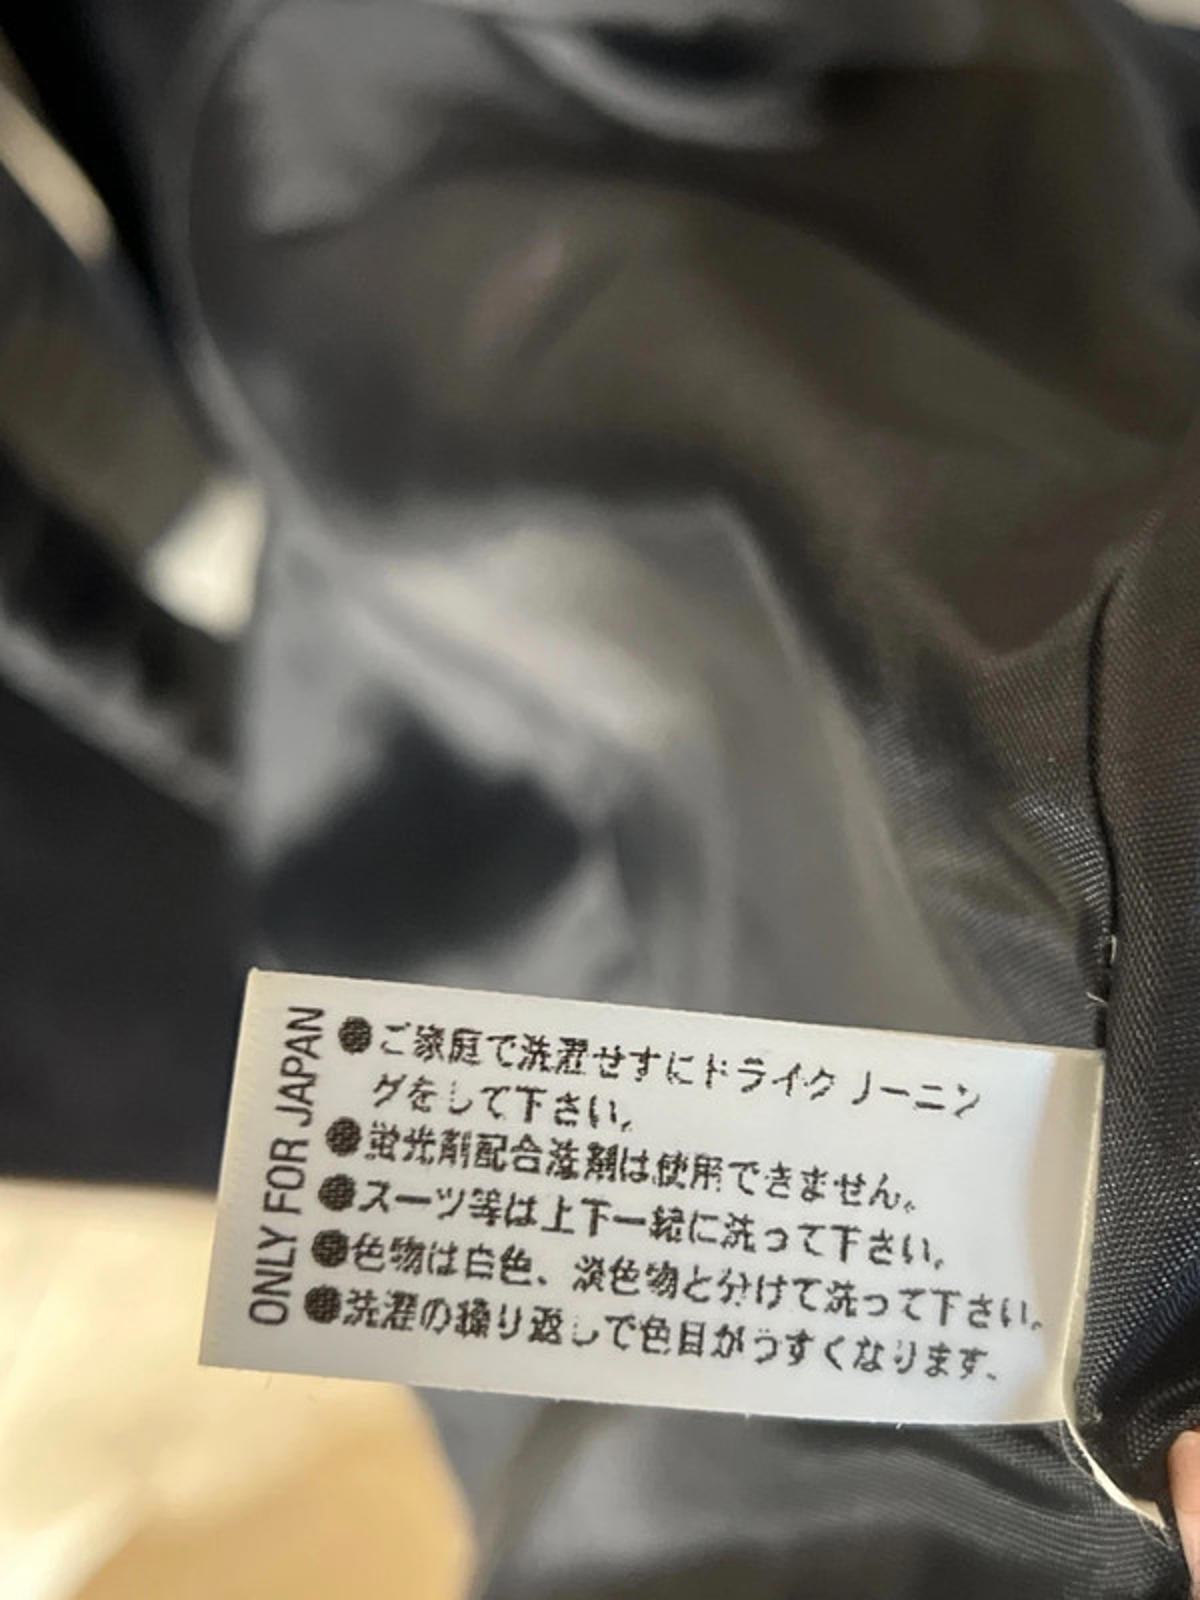 ONLY FOR JAPAN
●ご家庭で洗濯せずにドライクリーニン
グをして下さい。
●蛍光剤配合洗剤は使用できません。
●スーツ等は上下一緒に洗って下さい。
●色物は白色、淡色物と分けて洗って下さい。
●洗濯の繰り返しで色目がうすくなります。